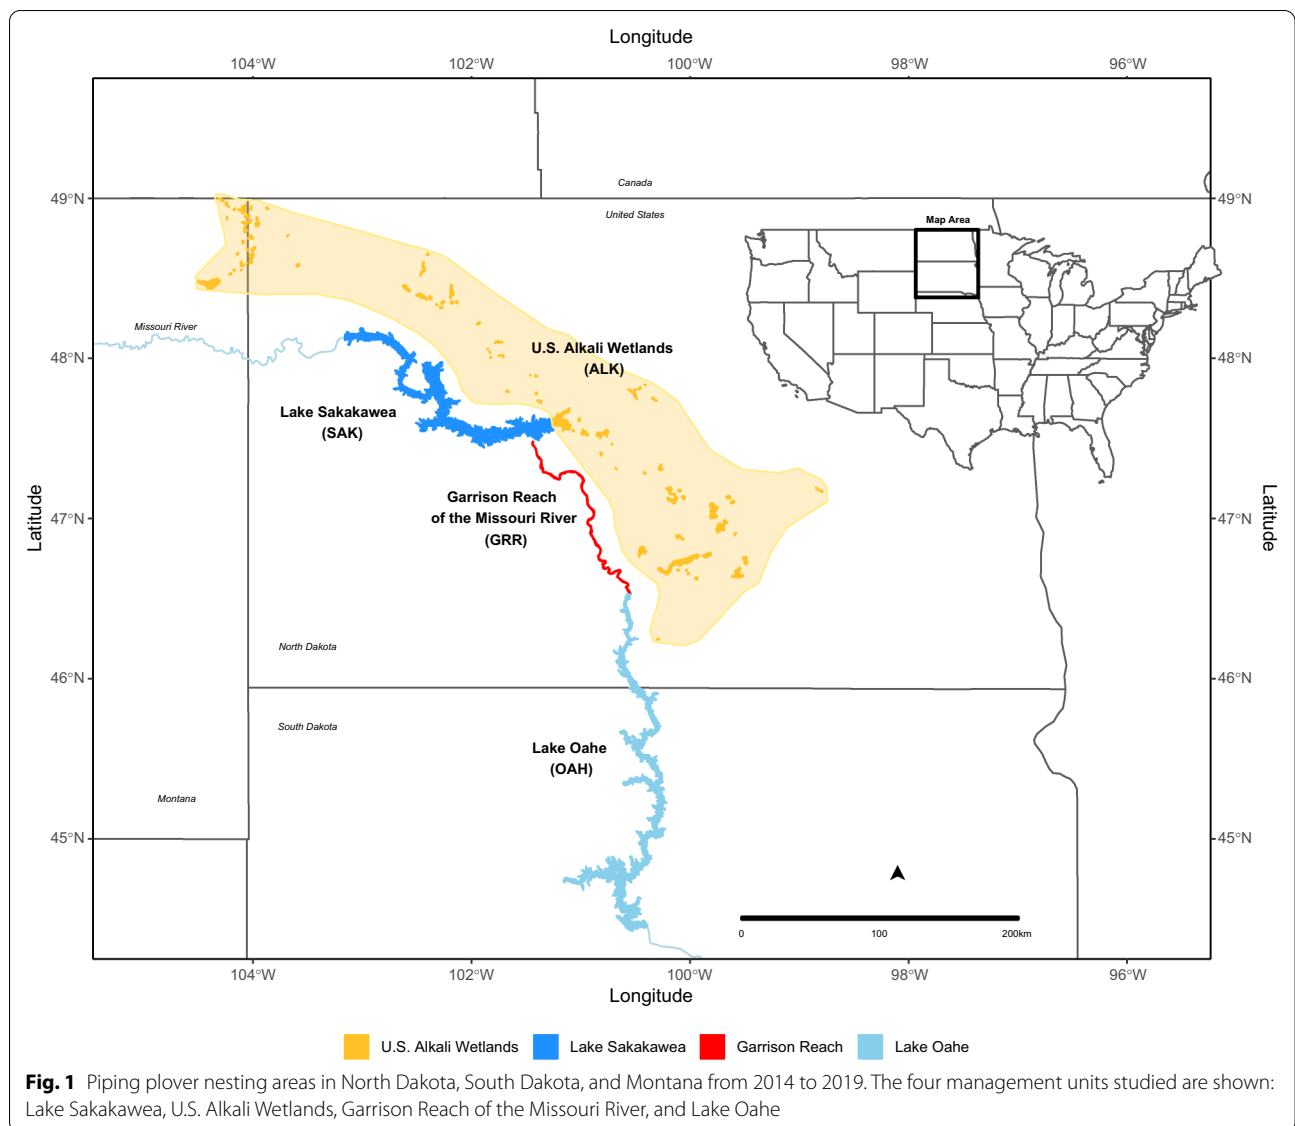 Longitude
104°W 102°W 100°W 98°W 96°W
Canada
49°N 49°N
United States
Map Area
Missouri River
U.S. Alkali Wetlands
(ALK)
48°N 48°N
Lake Sakakawea
(SAK)
Garrison Reach
of the Missouri River
(GRR)
47°N 47°N
Latitude
Latitude
North Dakota
46°N 46°N
South Dakota
Lake Oahe
(OAH)
Montana
45°N 45°N
0 100 200km
104°W 102°W 100°W 98°W 96°W
Longitude
U.S. Alkali Wetlands Lake Sakakawea Garrison Reach Lake Oahe
Fig. 1 Piping plover nesting areas in North Dakota, South Dakota, and Montana from 2014 to 2019. The four management units studied are shown:
Lake Sakakawea, U.S. Alkali Wetlands, Garrison Reach of the Missouri River, and Lake Oahe